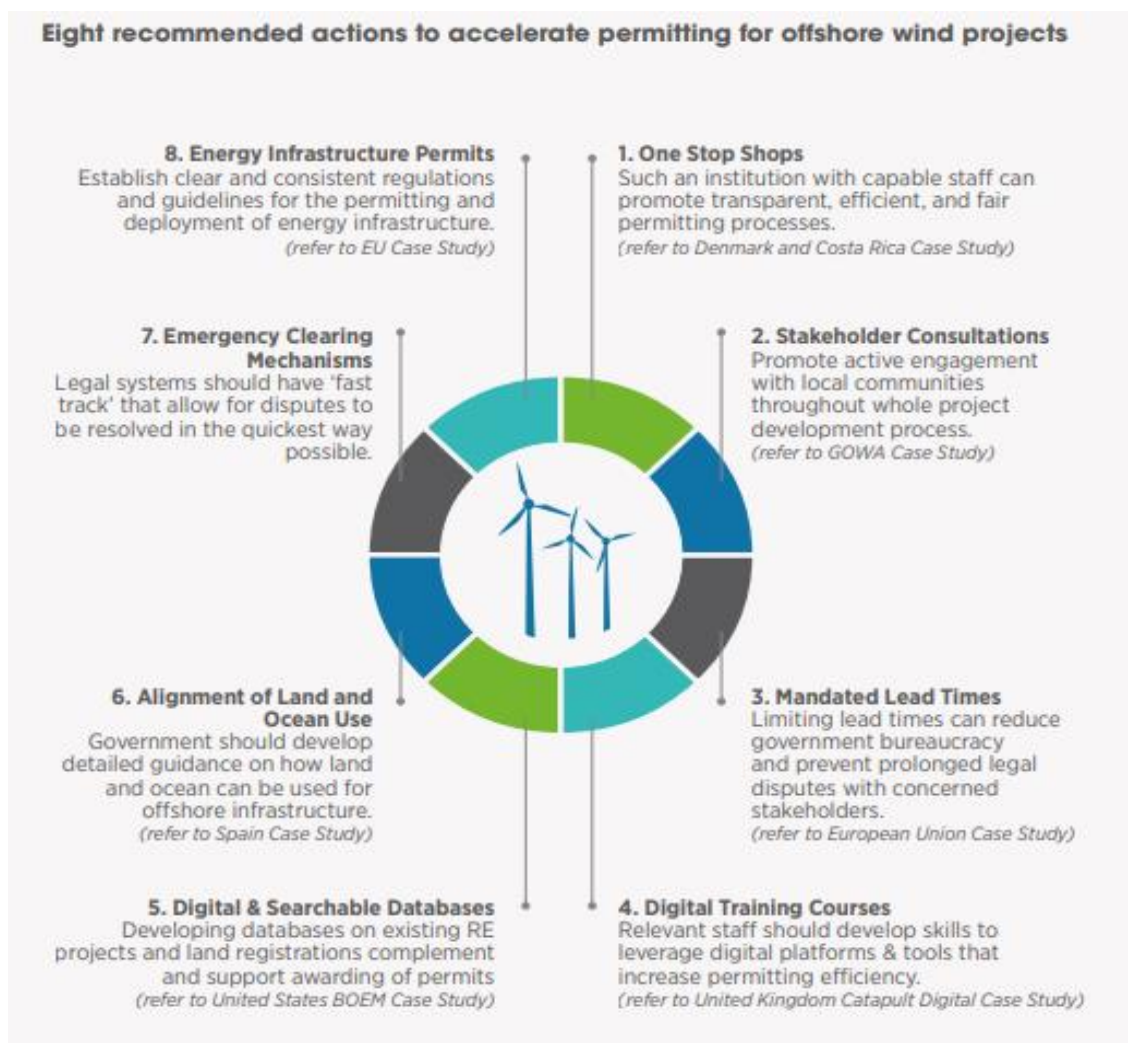 Eight recommended actions to accelerate permitting for offshore wind projects
8. Energy Infrastructure Permits
Establish clear and consistent regulations
and guidelines for the permitting and
deployment of energy infrastructure.
(refer to EU Case Study)
1. One Stop Shops
Such an institution with capable staff can
promote transparent, efficient, and fair
permitting processes.
(refer to Denmark and Costa Rica Case Study)
7. Emergency Clearing
Mechanisms
Legal systems should have 'fast
track' that allow for disputes to
be resolved in the quickest way
possible.
2. Stakeholder Consultations
Promote active engagement
with local communities
throughout whole project
development process.
(refer to GOWA Case Study)
6. Alignment of Land and
Ocean Use
Government should develop
detailed guidance on how land
and ocean can be used for
offshore infrastructure.
(refer to Spain Case Study)
3. Mandated Lead Times
Limiting lead times can reduce
government bureaucracy
and prevent prolonged legal
disputes with concerned
stakeholders.
(refer to European Union Case Study)
5. Digital & Searchable Databases
Developing databases on existing RE
projects and land registrations complement
and support awarding of permits
(refer to United States BOEM Case Study)
4. Digital Training Courses
Relevant staff should develop skills to
leverage digital platforms & tools that
increase permitting efficiency.
(refer to United Kingdom Catapult Digital Case Study)